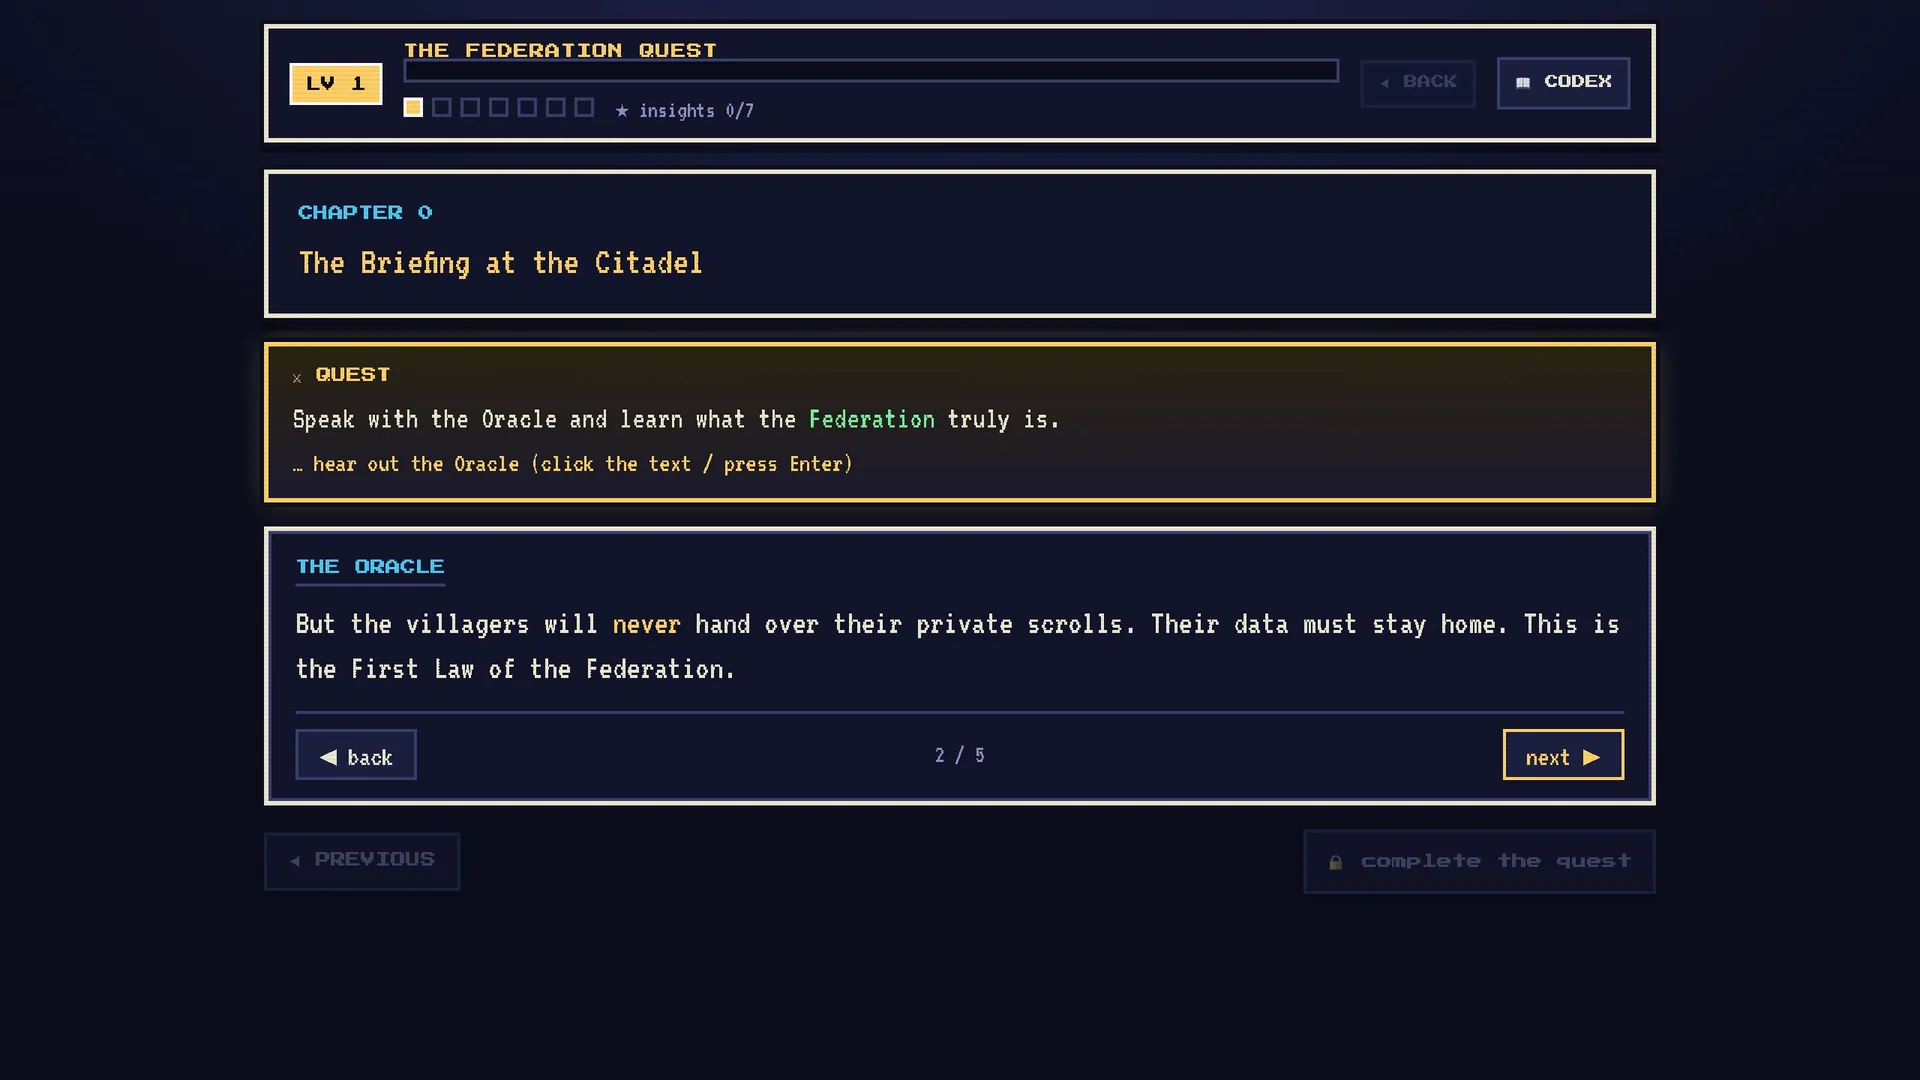 THE FEDERATION QUEST
LV 1
★ insights 0/7
◀ BACK
CODEX
CHAPTER 0
The Briefing at the Citadel
x QUEST
Speak with the Oracle and learn what the Federation truly is.
… hear out the Oracle (click the text / press Enter)
THE ORACLE
But the villagers will never hand over their private scrolls. Their data must stay home. This is
the First Law of the Federation.
◀ back
2 / 5
next ▶
◀ PREVIOUS
complete the quest